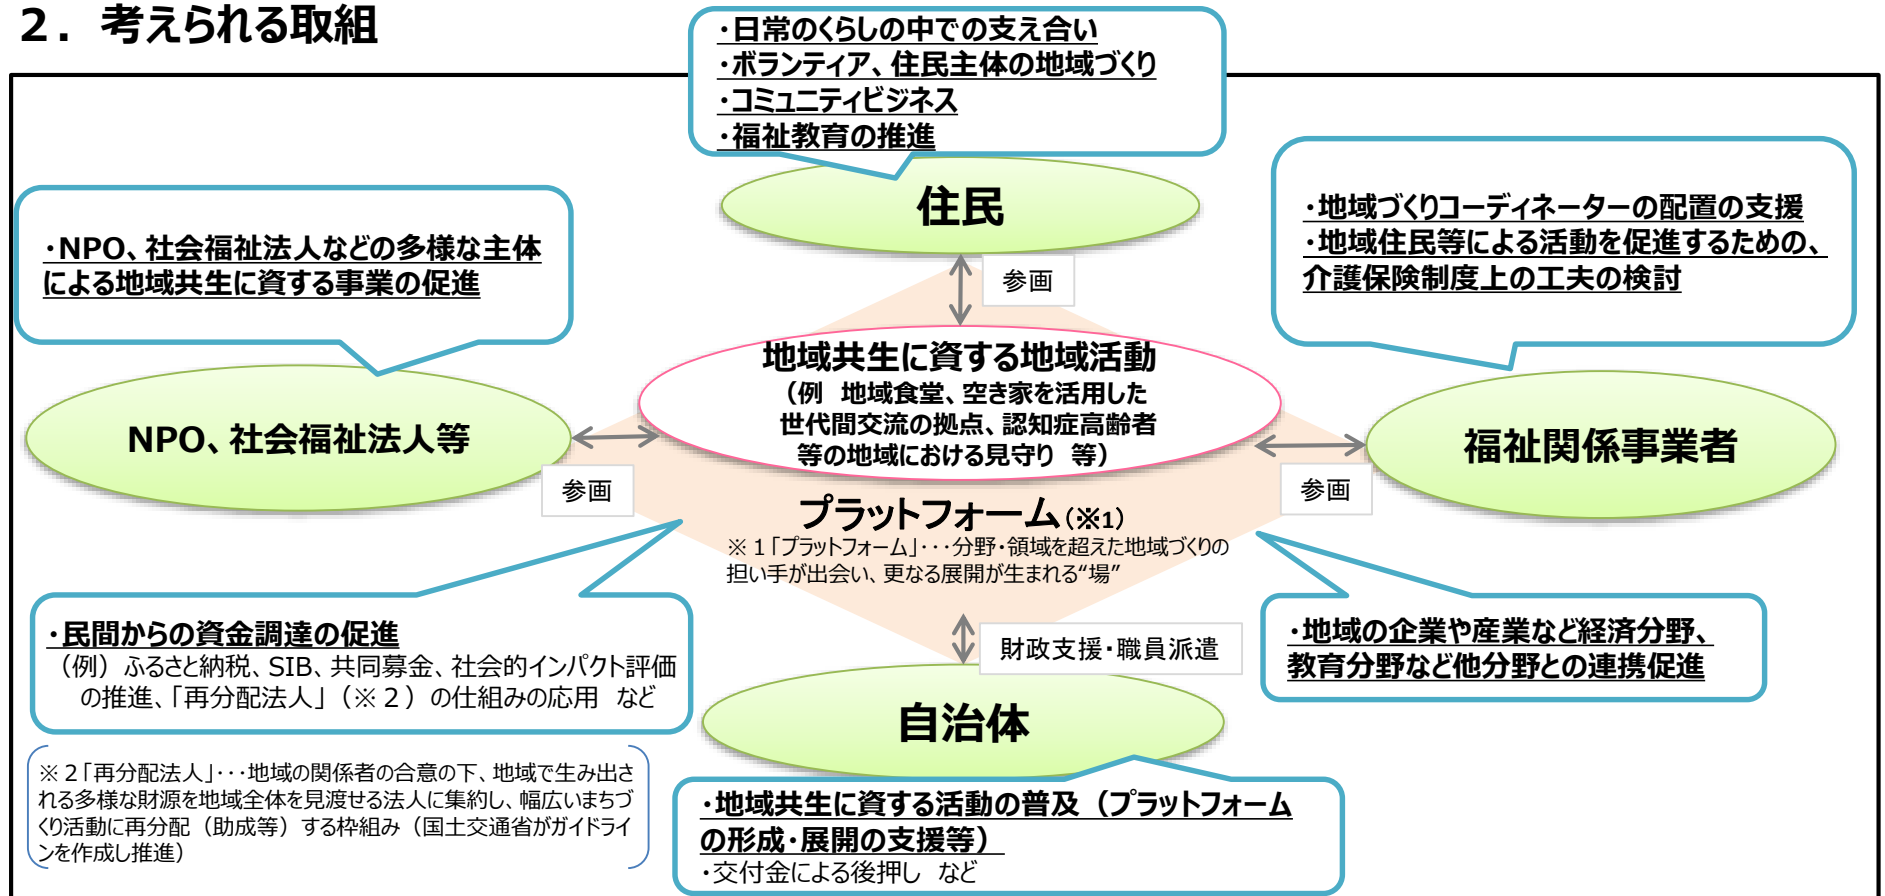 ２．考えられる取組
・日常のくらしの中での支え合い
・ボランティア、住民主体の地域づくり
・コミュニティビジネス
・福祉教育の推進
住民
・NPO、社会福祉法人などの多様な主体
による地域共生に資する事業の促進
・地域づくりコーディネーターの配置の支援
・地域住民等による活動を促進するための、
介護保険制度上の工夫の検討
参画
地域共生に資する地域活動
（例　地域食堂、空き家を活用した
世代間交流の拠点、認知症高齢者
等の地域における見守り　等）
NPO、社会福祉法人等
福祉関係事業者
参画
参画
プラットフォーム（※1）
※１「プラットフォーム」･･･分野・領域を超えた地域づくりの
担い手が出会い、更なる展開が生まれる“場”
・民間からの資金調達の促進
（例）ふるさと納税、SIB、共同募金、社会的インパクト評価
の推進、「再分配法人」（※２）の仕組みの応用　など
財政支援・職員派遣
・地域の企業や産業など経済分野、
教育分野など他分野との連携促進
自治体
※２「再分配法人」･･･地域の関係者の合意の下、地域で生み出さ
れる多様な財源を地域全体を見渡せる法人に集約し、幅広いまちづ
くり活動に再分配（助成等）する枠組み（国土交通省がガイドライ
ンを作成し推進）
・地域共生に資する活動の普及（プラットフォーム
の形成・展開の支援等）
・交付金による後押し　など